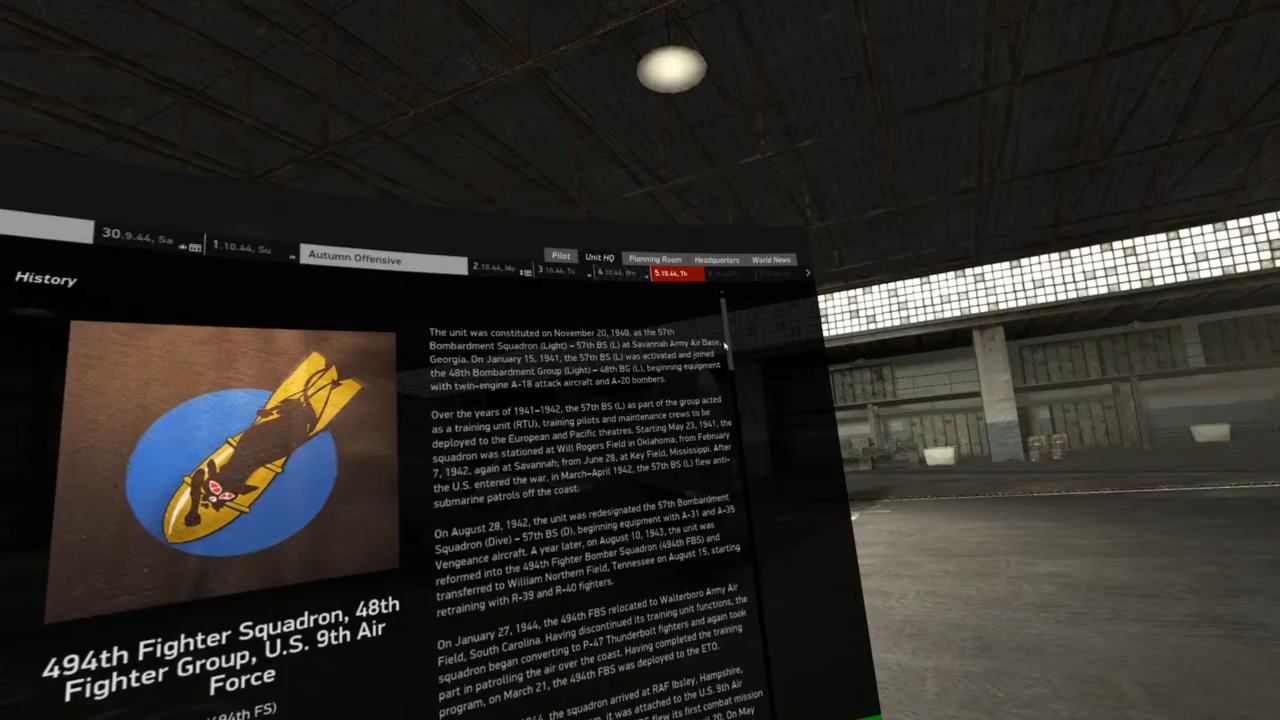 Pilot
Unit HQ
Planning Room
Headquarters
World News
30.9.44, Sa
1.10.44, Su
Autumn Offensive
2.10.44, Mo
3.10.44, Tu
4.10.44, We
5.10.44, Th
History
The unit was constituted on November 20, 1940, as the 57th
Bombardment Squadron (Light) – 57th BS (L) at Savannah Army Air Base,
Georgia. On January 15, 1941, the 57th BS (L) was activated and joined
the 48th Bombardment Group (Light) – 48th BG (L), beginning equipment
with twin-engine A-18 attack aircraft and A-20 bombers.
Over the years of 1941–1942, the 57th BS (L) as part of the group acted
as a training unit (RTU), training pilots and maintenance crews to be
deployed to the European and Pacific theatres. Starting May 23, 1941, the
squadron was stationed at Will Rogers Field in Oklahoma; from February
7, 1942, again at Savannah; from June 28, at Key Field, Mississippi. After
the U.S. entered the war, in March–April 1942, the 57th BS (L) flew anti-
submarine patrols off the coast.
On August 28, 1942, the unit was redesignated the 57th Bombardment
Squadron (Dive) – 57th BS (D), beginning equipment with A-31 and A-35
Vengeance aircraft. A year later, on August 10, 1943, the unit was
reformed into the 494th Fighter Bomber Squadron (494th FBS) and
transferred to William Northern Field, Tennessee on August 15, starting
retraining with R-39 and R-40 fighters.
On January 27, 1944, the 494th FBS relocated to Walterboro Army Air
Field, South Carolina. Having discontinued its training unit functions, the
squadron began converting to P-47 Thunderbolt fighters and again took
part in patrolling the air over the coast. Having completed the training
program, on March 21, the 494th FBS was deployed to the ETO.
the squadron arrived at RAF Ibsley, Hampshire,
it was attached to the U.S. 9th Air
flew its first combat mission
20. On May
494th Fighter Squadron, 48th
Fighter Group, U.S. 9th Air
Force
(494th FS)